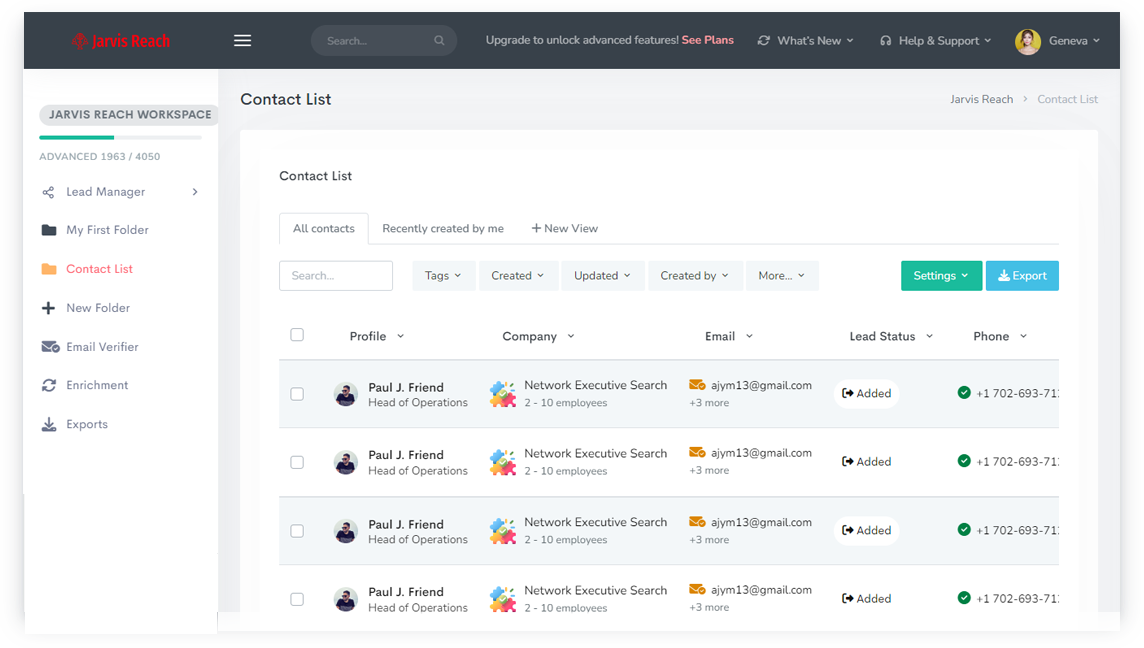 Jarvis Reach
Search...
Upgrade to unlock advanced features! See Plans
What's New
Help & Support
Geneva
JARVIS REACH WORKSPACE
ADVANCED 1963 / 4050
Lead Manager
My First Folder
Contact List
New Folder
Email Verifier
Enrichment
Exports
Contact List
Jarvis Reach > Contact List
Contact List
All contacts
Recently created by me
+ New View
Search...
Tags
Created
Updated
Created by
More...
Settings
Export
Profile
Company
Email
Lead Status
Phone
Paul J. Friend
Head of Operations
Network Executive Search
2 - 10 employees
ajym13@gmail.com
+3 more
Added
+1 702-693-71
Paul J. Friend
Head of Operations
Network Executive Search
2 - 10 employees
ajym13@gmail.com
+3 more
Added
+1 702-693-71
Paul J. Friend
Head of Operations
Network Executive Search
2 - 10 employees
ajym13@gmail.com
+3 more
Added
+1 702-693-71
Paul J. Friend
Head of Operations
Network Executive Search
2 - 10 employees
ajym13@gmail.com
+3 more
Added
+1 702-693-71